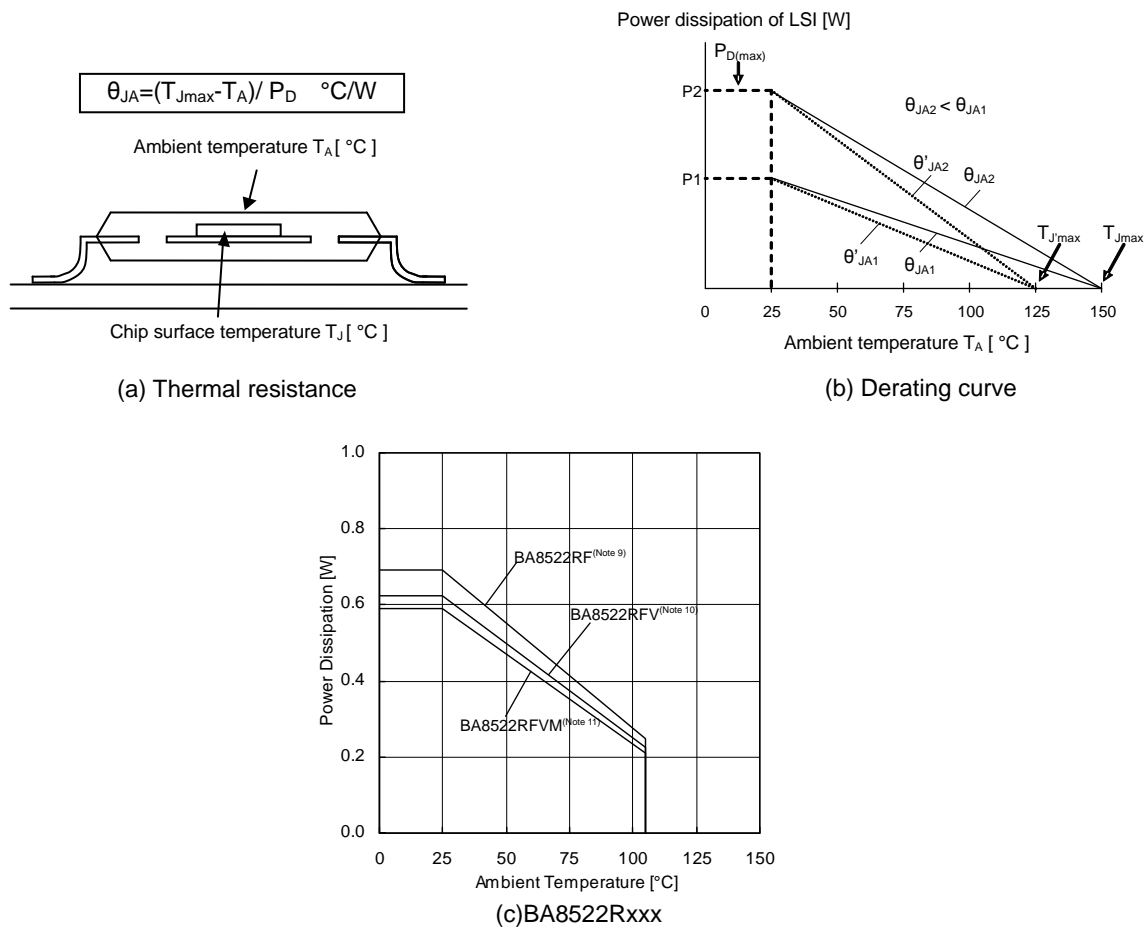 θJA=(TJmax-TA)/ PD °C/W
Ambient temperature TA[ °C ]
Chip surface temperature TJ[ °C ]
(a) Thermal resistance
Power dissipation of LSI [W]
PD(max)
P2
θJA2 < θJA1
θ'JA2
θJA2
P1
TJ'max
TJmax
θ'JA1
θJA1
0 25 50 75 100 125 150
Ambient temperature TA [ °C ]
(b) Derating curve
1.0
0.8
BA8522RF(Note 9)
0.6
BA8522RFV(Note 10)
Power Dissipation [W]
0.4
BA8522RFVM(Note 11)
0.2
0.0
0 25 50 75 100 125 150
Ambient Temperature [°C]
(c)BA8522Rxxx